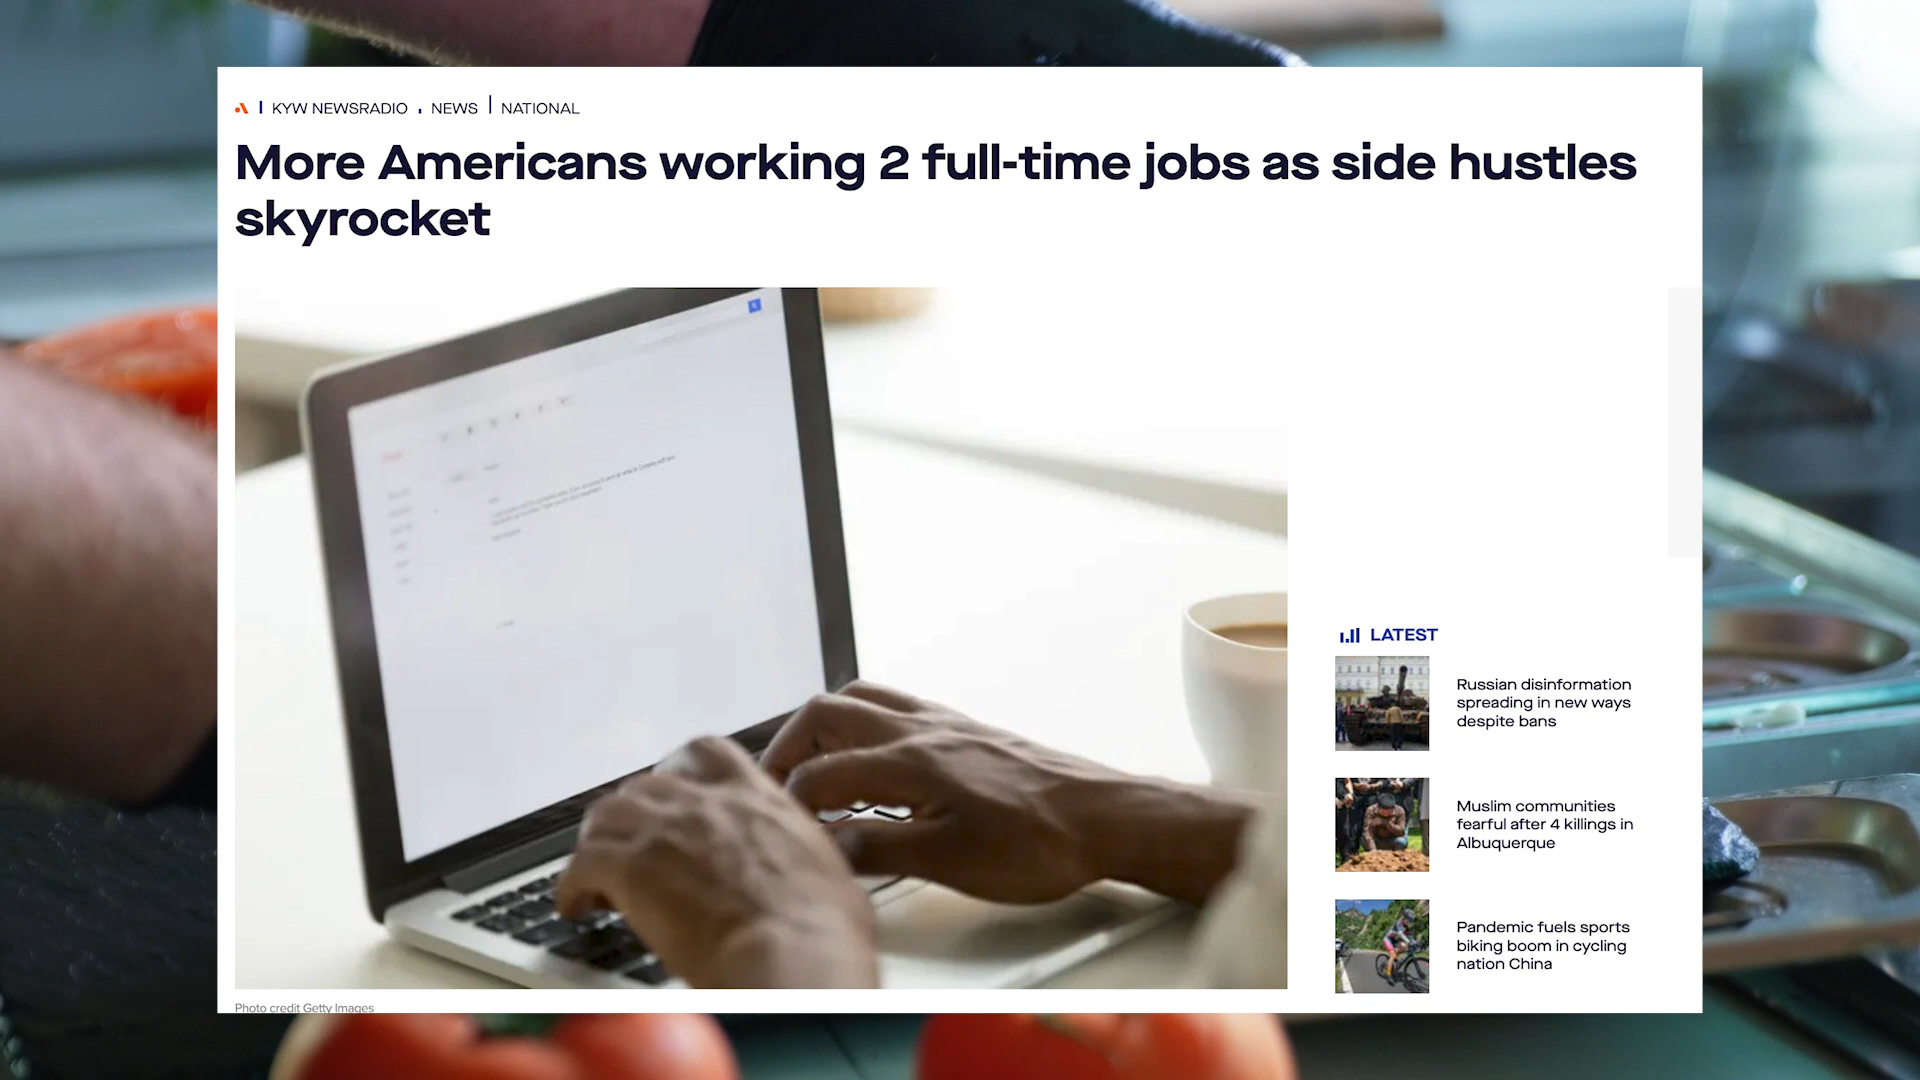 KYW NEWSRADIO NEWS NATIONAL
More Americans working 2 full-time jobs as side hustles
skyrocket
Photo credit Getty Images
LATEST
Russian disinformation
spreading in new ways
despite bans
Muslim communities
fearful after 4 killings in
Albuquerque
Pandemic fuels sports
biking boom in cycling
nation China